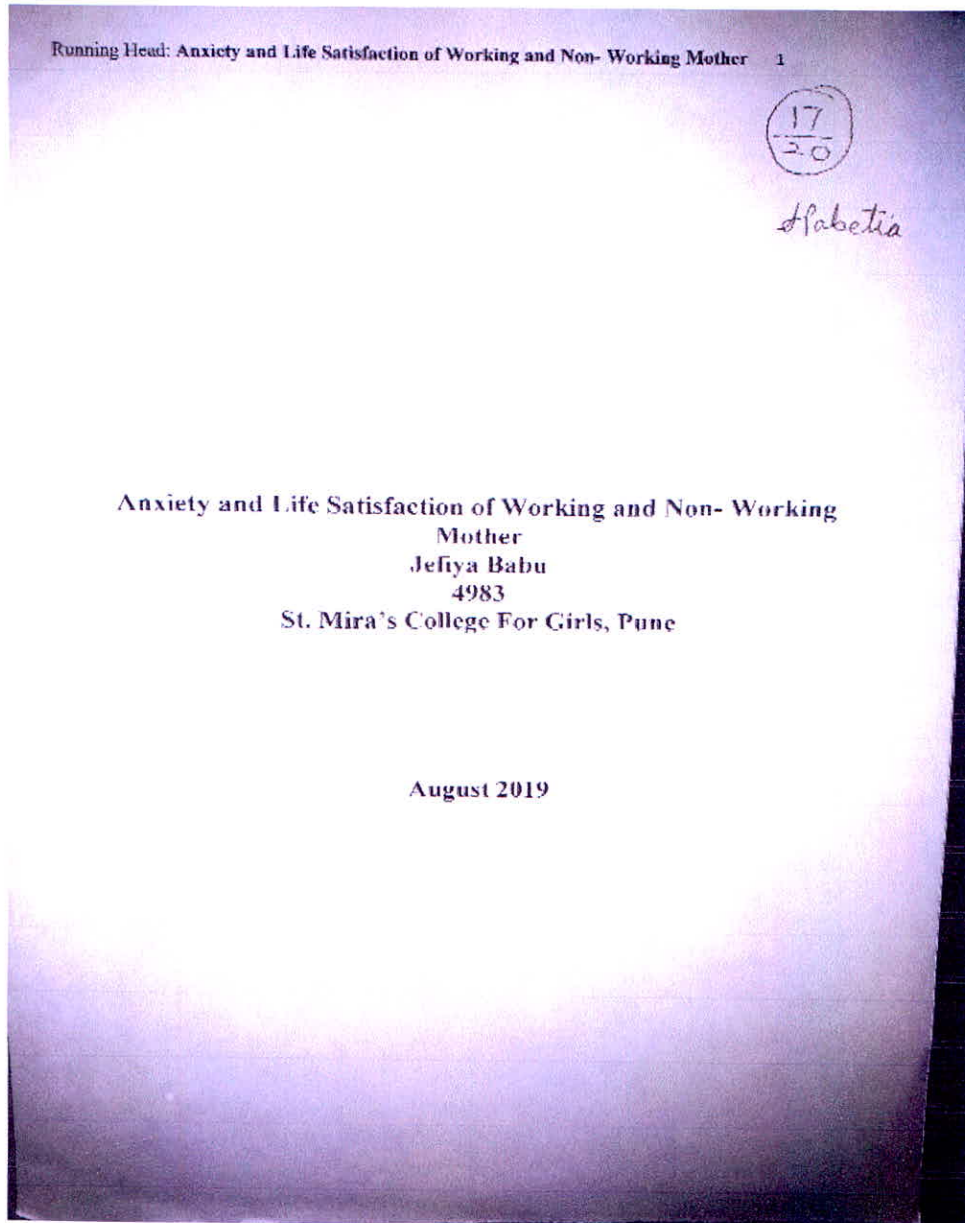 Running Head: Anxiety and Life Satisfaction of Working and Non- Working Mother 1
17
20
Anxiety and Life Satisfaction of Working and Non- Working
Mother
Jefiya Babu
4983
St. Mira's College For Girls, Pune
August 2019